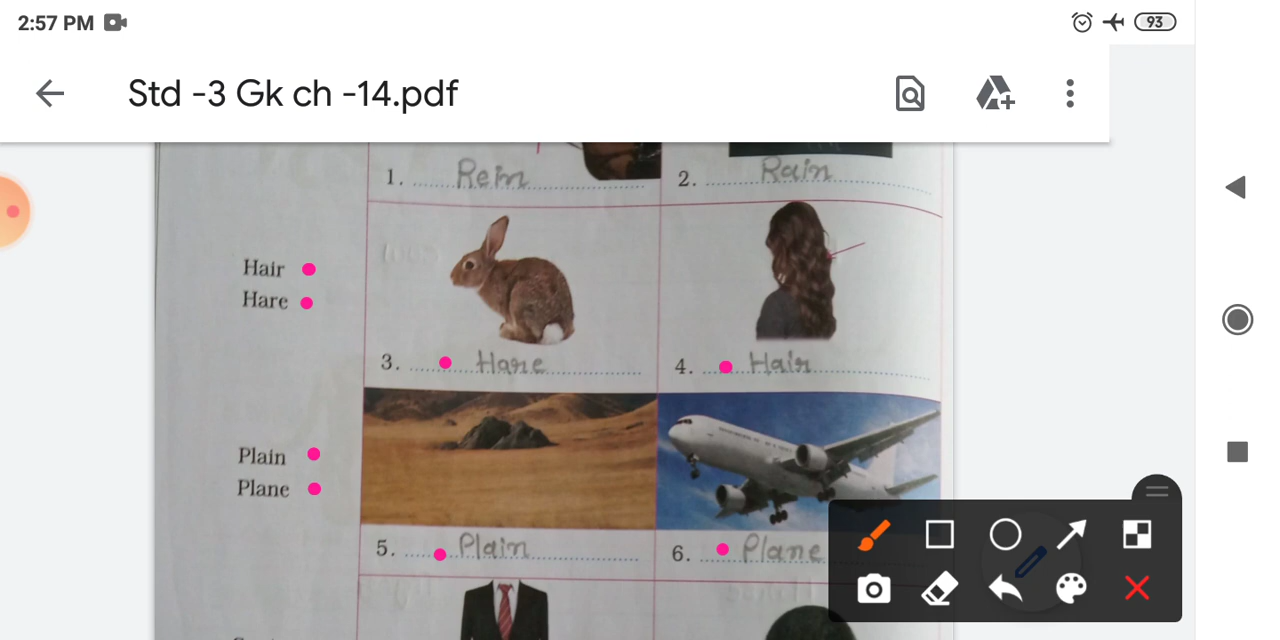 2:57 PM
93
Std -3 Gk ch -14.pdf
1. Rein
2. Rain
Hair
Hare
3. Hare
4. Hair
Plain
Plane
5. Plain
6. Plane